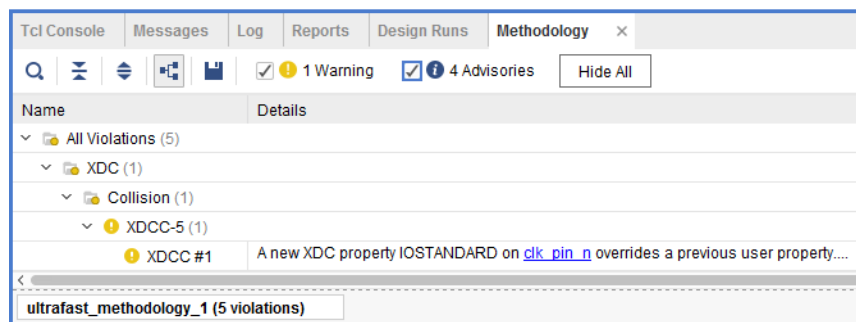 Tcl Console Messages Log Reports Design Runs Methodology
1 Warning 4 Advisories Hide All
Name Details
All Violations (5)
XDC (1)
Collision (1)
XDCC-5 (1)
XDCC #1 A new XDC property IOSTANDARD on clk_pin_n overrides a previous user property....
ultrafast_methodology_1 (5 violations)